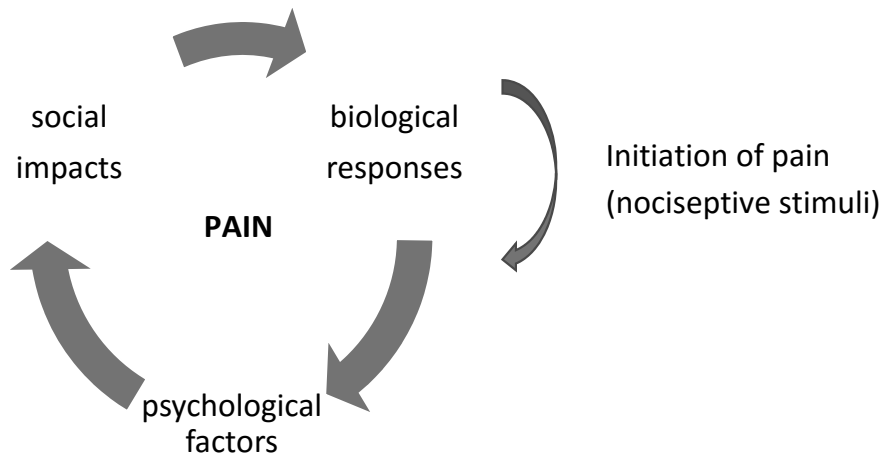 social
impacts
biological
responses
Initiation of pain
(nociseptive stimuli)
PAIN
psychological
factors